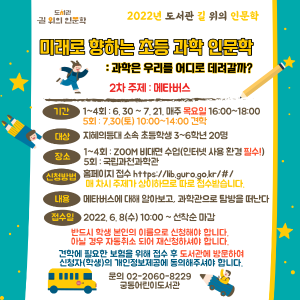 도서관
길 위의 인문학
2022년 도서관 길 위의 인문학
미래로 향하는 초등 과학 인문학
: 과학은 우리를 어디로 데려갈까?
2차 주제 : 메타버스
기간
1~4회 : 6, 30 ~ 7, 21, 매주 목요일 16:00~18:00
5회 : 7.30(토) 10:00~14:00 견학
대상
지혜의등대 소속 초등학생 3~6학년 20명
장소
1~4회 : ZOOM 비대면 수업(인터넷 사용 환경 필수!)
5회 : 국립과천과학관
신청방법
홈페이지 접수 https://lib.guro.go.kr/#/
매 차시 주제가 상이하므로 따로 접수받습니다.
내용
메타버스에 대해 알아보고, 과학관으로 탐방을 떠난다
접수일
2022, 6, 8(수) 10:00 ~ 선착순 마감
반드시 학생 본인의 이름으로 신청해야 합니다.
아닐 경우 자동취소 되어 재신청하셔야 합니다.
견학에 필요한 보험을 위해 접수 후 도서관에 방문하여
신청자(학생)의 개인정보제공에 동의해주셔야 합니다.
문의 02-2060-8229
궁동어린이도서관